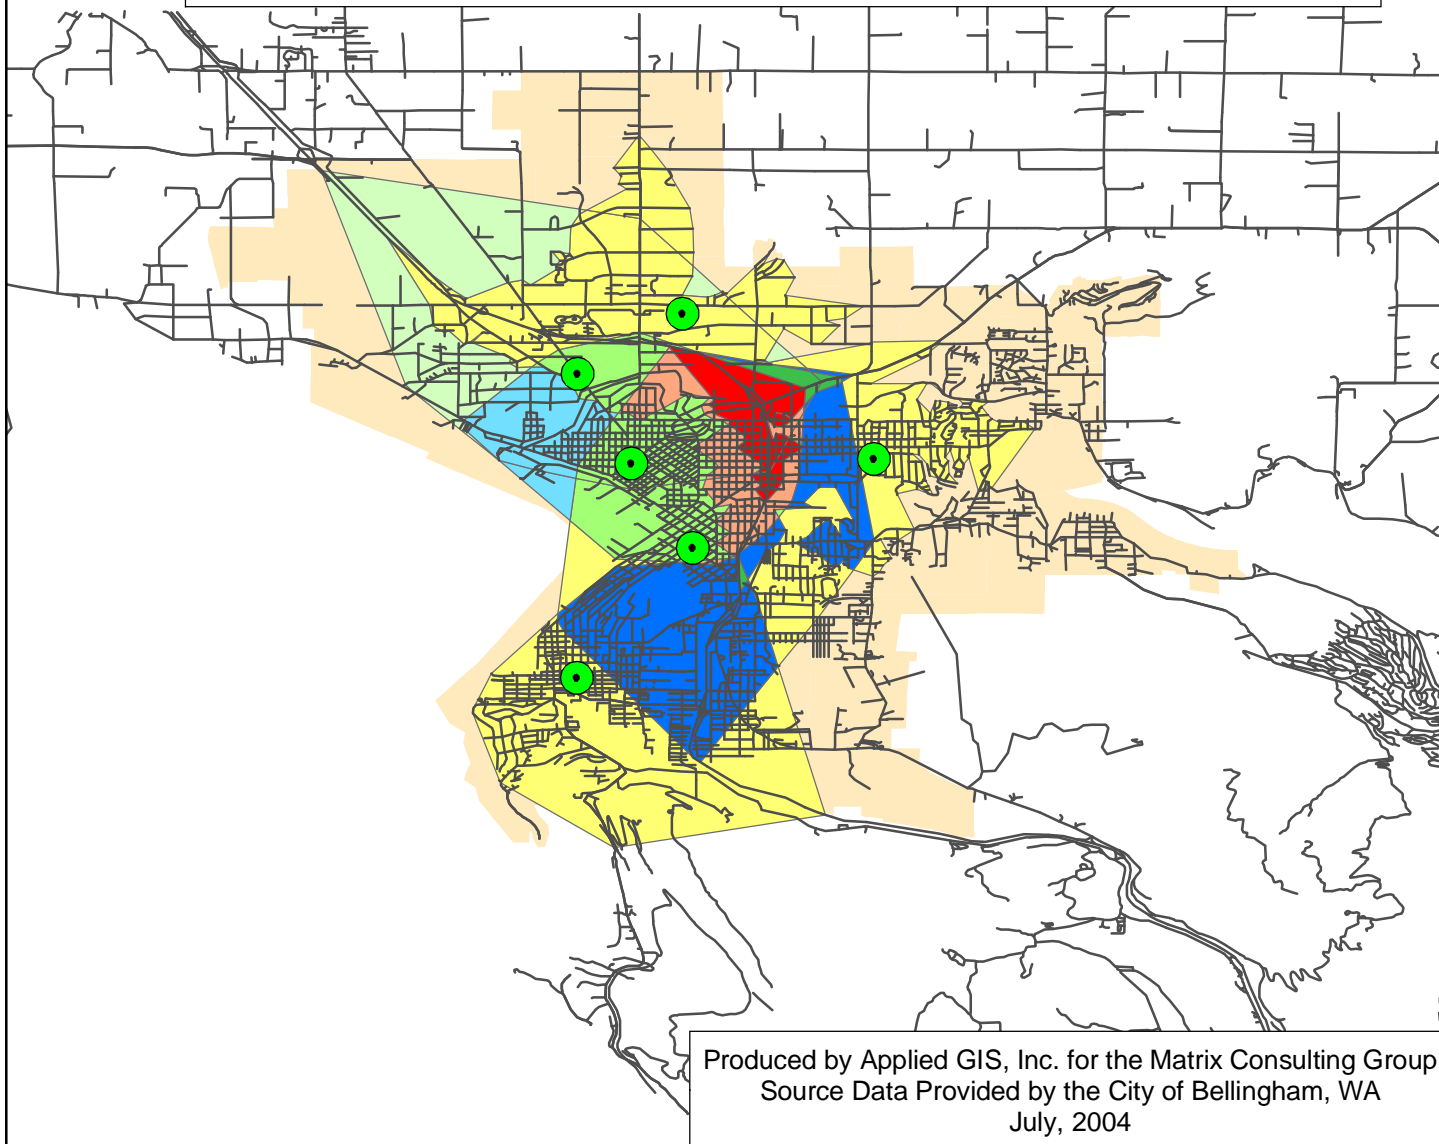 Produced by Applied GIS, Inc. for the Matrix Consulting Group
Source Data Provided by the City of Bellingham, WA
July, 2004